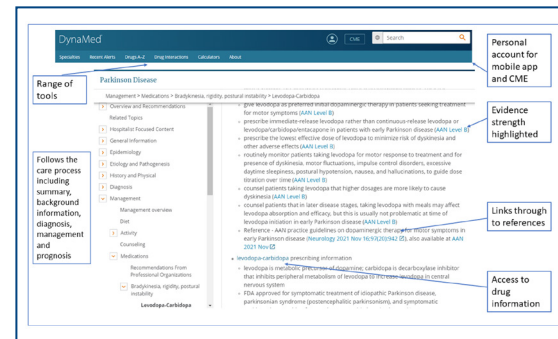 DynaMed
CME
Search
Specialties Recent Alerts Drugs A-Z Drug Interactions Calculators About
Personal
account for
mobile app
and CME
Range of
tools
Parkinson Disease
Management > Medications > Bradykinesia, rigidity, postural instability > Levodopa-Carbidopa
Overview and Recommendations
Related Topics
Hospitalist Focused Content
General Information
Epidemiology
Etiology and Pathogenesis
History and Physical
Diagnosis
Management
Management overview
Diet
Activity
Counseling
Medications
Recommendations From
Professional Organizations
Bradykinesia, rigidity, postural
instability
Levodopa-Carbidopa
give levodopa as preferred initial dopaminergic therapy in patients seeking treatment
for motor symptoms (AAN Level B)
prescribe immediate-release levodopa rather than continuous-release levodopa or
levodopa/carbidopa/entacapone in patients with early Parkinson disease (AAN Level B)
prescribe the lowest effective dose of levodopa to minimize risk of dyskinesia and
other adverse effects (AAN Level B)
routinely monitor patients taking levodopa for motor response to treatment and for
presence of dyskinesia, motor fluctuations, impulse control disorders, excessive
daytime sleepiness, postural hypotension, nausea, and hallucinations, to guide dose
titration over time (AAN Level B)
counsel patients taking levodopa that higher dosages are more likely to cause
dyskinesia (AAN Level B)
counsel patients that in later disease stages, taking levodopa with meals may affect
levodopa absorption and efficacy, but this is usually not problematic at time of
levodopa initiation in early Parkinson disease (AAN Level B)
Reference - AAN practice guidelines on dopaminergic therapy for motor symptoms in
early Parkinson disease (Neurology 2021 Nov 16;97(20):942), also available at AAN
2021 Nov
levodopa-carbidopa prescribing information
levodopa is metabolic precursor of dopamine; carbidopa is decarboxylase inhibitor
that inhibits peripheral metabolism of levodopa to increase levodopa in central
nervous system
FDA approved for symptomatic treatment of idiopathic Parkinson disease,
parkinsonian syndrome (postencephalitic parkinsonism), and symptomatic
Evidence
strength
highlighted
Follows the
care process
including
summary,
background
information,
diagnosis,
management
and
prognosis
Links through
to references
Access to
drug
information